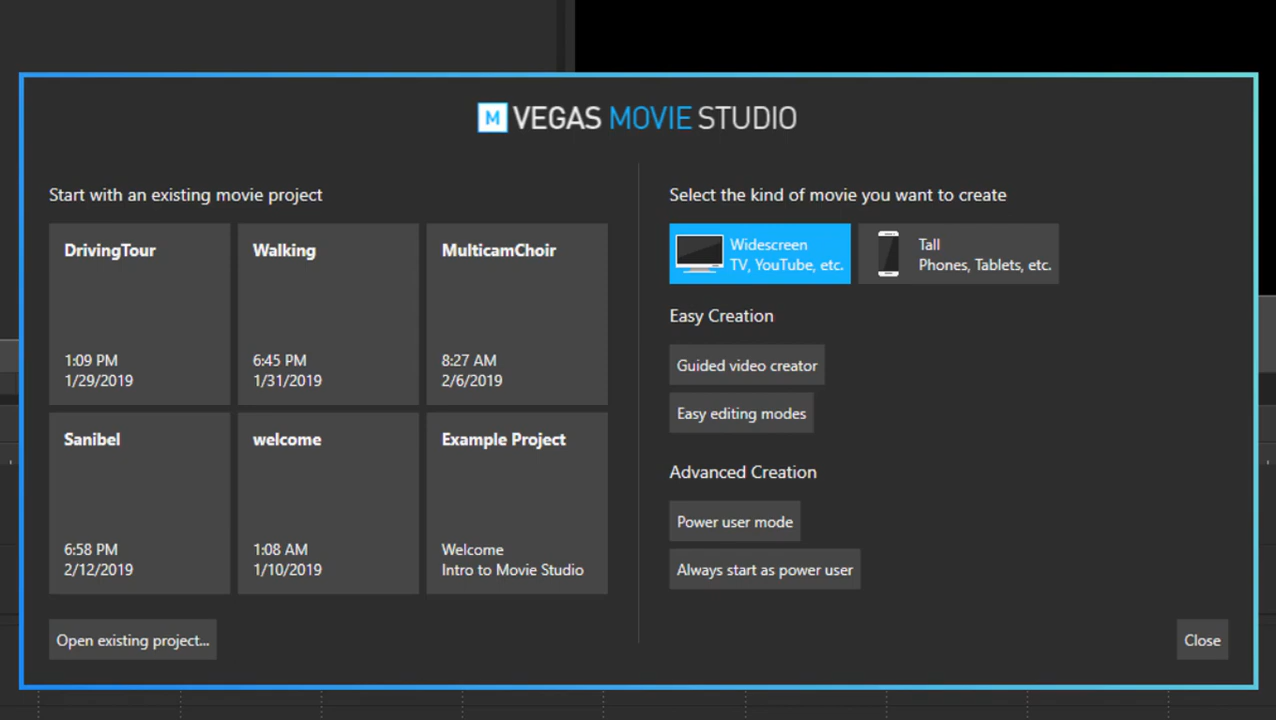 M VEGAS MOVIE STUDIO
Start with an existing movie project
DrivingTour
1:09 PM
1/29/2019
Walking
6:45 PM
1/31/2019
MulticamChoir
8:27 AM
2/6/2019
Sanibel
6:58 PM
2/12/2019
welcome
1:08 AM
1/10/2019
Example Project
Welcome
Intro to Movie Studio
Open existing project...
Select the kind of movie you want to create
Widescreen
TV, YouTube, etc.
Tall
Phones, Tablets, etc.
Easy Creation
Guided video creator
Easy editing modes
Advanced Creation
Power user mode
Always start as power user
Close